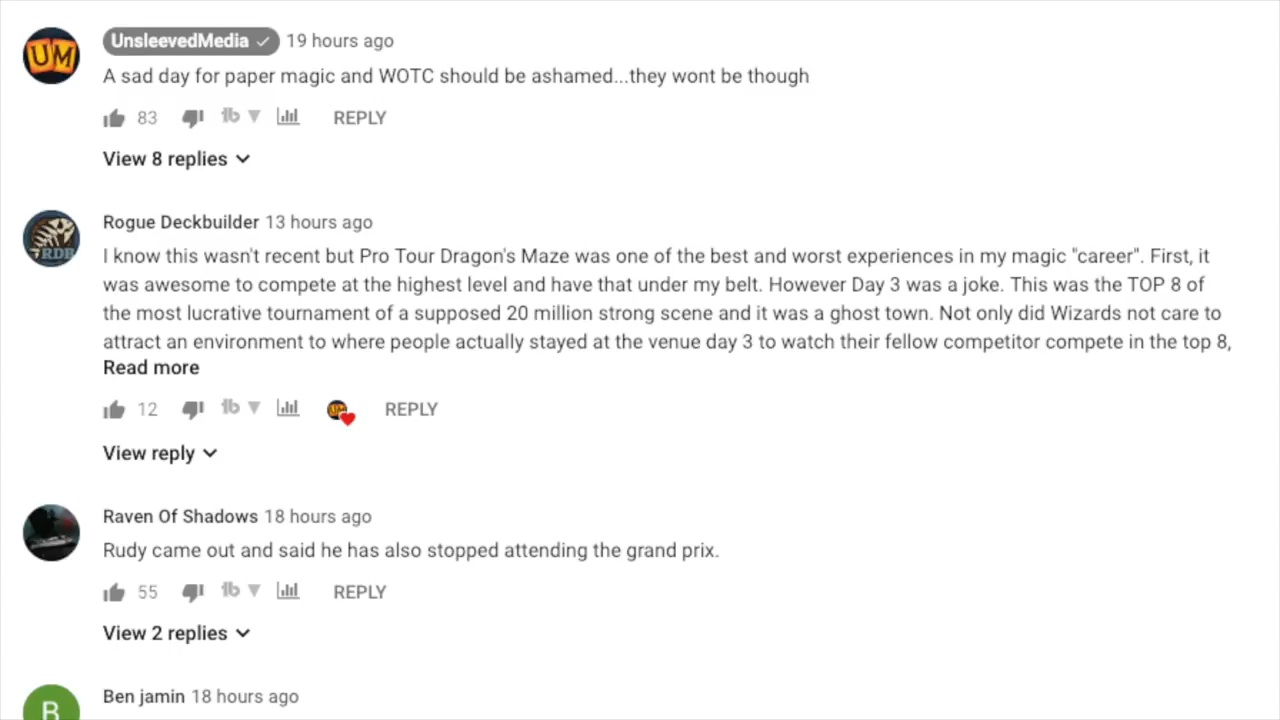 UM
UnsleevedMedia 19 hours ago
A sad day for paper magic and WOTC should be ashamed...they wont be though
83 REPLY
View 8 replies
RDB
Rogue Deckbuilder 13 hours ago
I know this wasn't recent but Pro Tour Dragon's Maze was one of the best and worst experiences in my magic "career". First, it
was awesome to compete at the highest level and have that under my belt. However Day 3 was a joke. This was the TOP 8 of
the most lucrative tournament of a supposed 20 million strong scene and it was a ghost town. Not only did Wizards not care to
attract an environment to where people actually stayed at the venue day 3 to watch their fellow competitor compete in the top 8,
Read more
12 UM REPLY
View reply
Raven Of Shadows 18 hours ago
Rudy came out and said he has also stopped attending the grand prix.
55 REPLY
View 2 replies
B
Ben jamin 18 hours ago